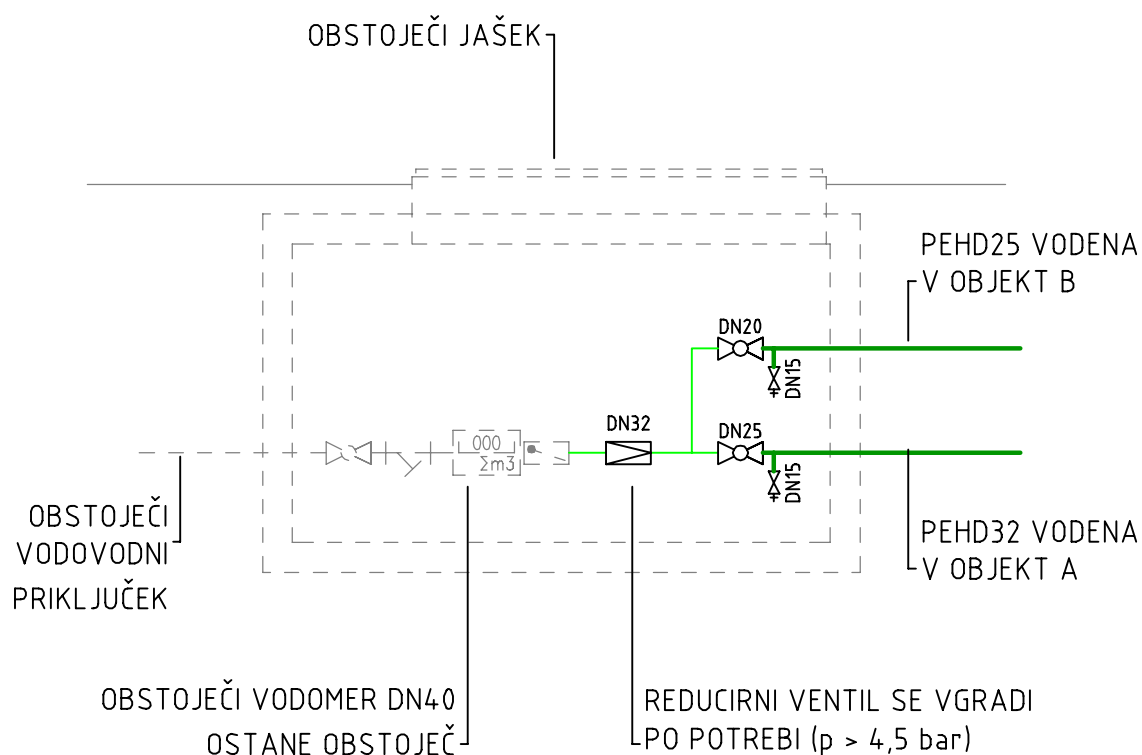 OBSTOJEČI JAŠEK
PEHD25 VODENA
V OBJEKT B
DN20
DN15
DN32
DN25
000
Σm3
DN15
OBSTOJEČI
VODOVODNI
PRIKLJUČEK
PEHD32 VODENA
V OBJEKT A
OBSTOJEČI VODOMER DN40
OSTANE OBSTOJEČ
REDUCIRNI VENTIL SE VGRADI
PO POTREBI (p > 4,5 bar)